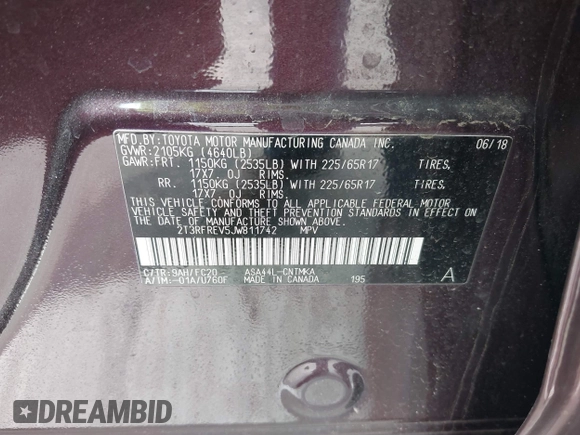 MFD.BY:TOYOTA MOTOR MANUFACTURING CANADA INC. 06/18
GVWR:2105KG (4640LB)
GAWR:FRT. 1150KG (2535LB) WITH 225/65R17 TIRES,
17X7.0J RIMS.
RR. 1150KG (2535LB) WITH 225/65R17 TIRES,
17X7.0J RIMS.
THIS VEHICLE CONFORMS TO ALL APPLICABLE FEDERAL MOTOR
VEHICLE SAFETY AND THEFT PREVENTION STANDARDS IN EFFECT ON
THE DATE OF MANUFACTURE SHOWN ABOVE.
2T3RFREV5JW811742 MPV
C/TR:9AH/FC20 ASA44L-CNTMKA A
A/TM:-01A/U760F MADE IN CANADA 195
DREAMBID